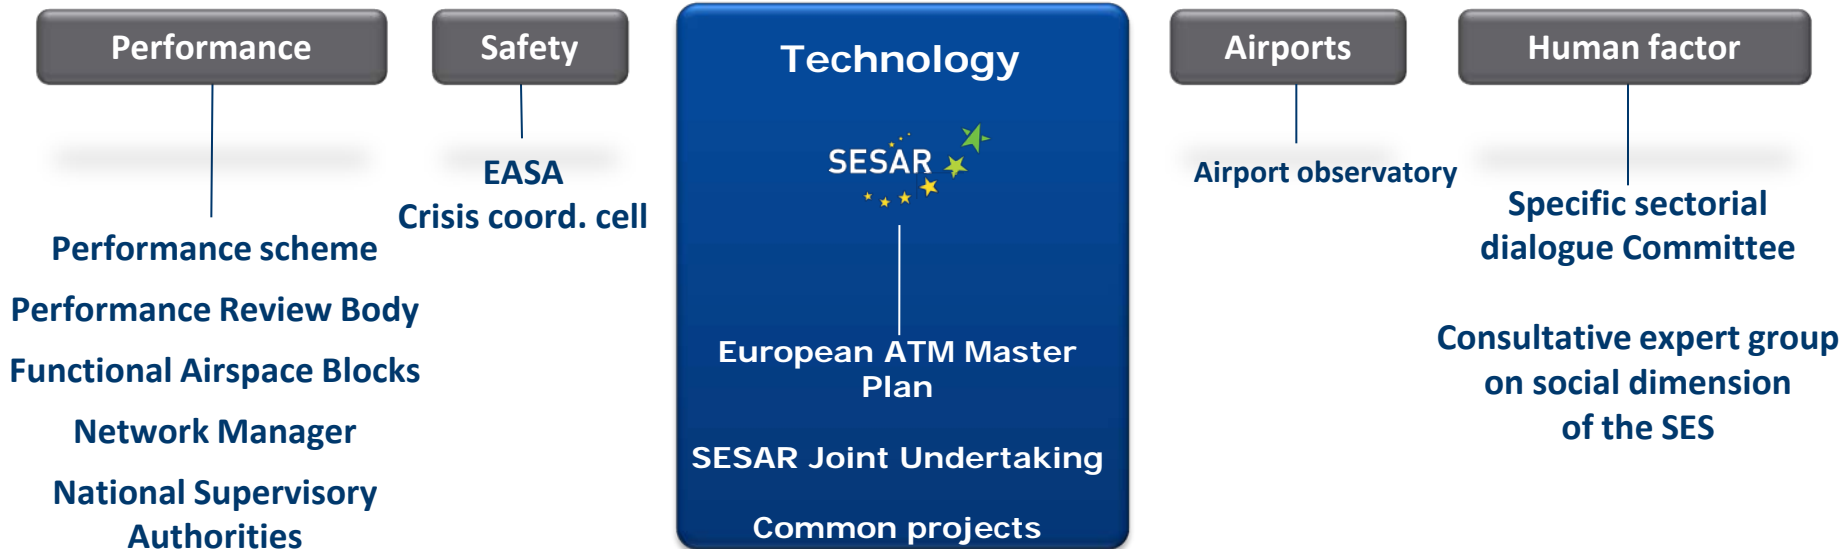 Performance
Performance scheme
Performance Review Body
Functional Airspace Blocks
Network Manager
National Supervisory
Authorities
Safety
EASA
Crisis coord. cell
Technology
SESAR
European ATM Master
Plan
SESAR Joint Undertaking
Common projects
Airports
Airport observatory
Human factor
Specific sectorial
dialogue Committee
Consultative expert group
on social dimension
of the SES